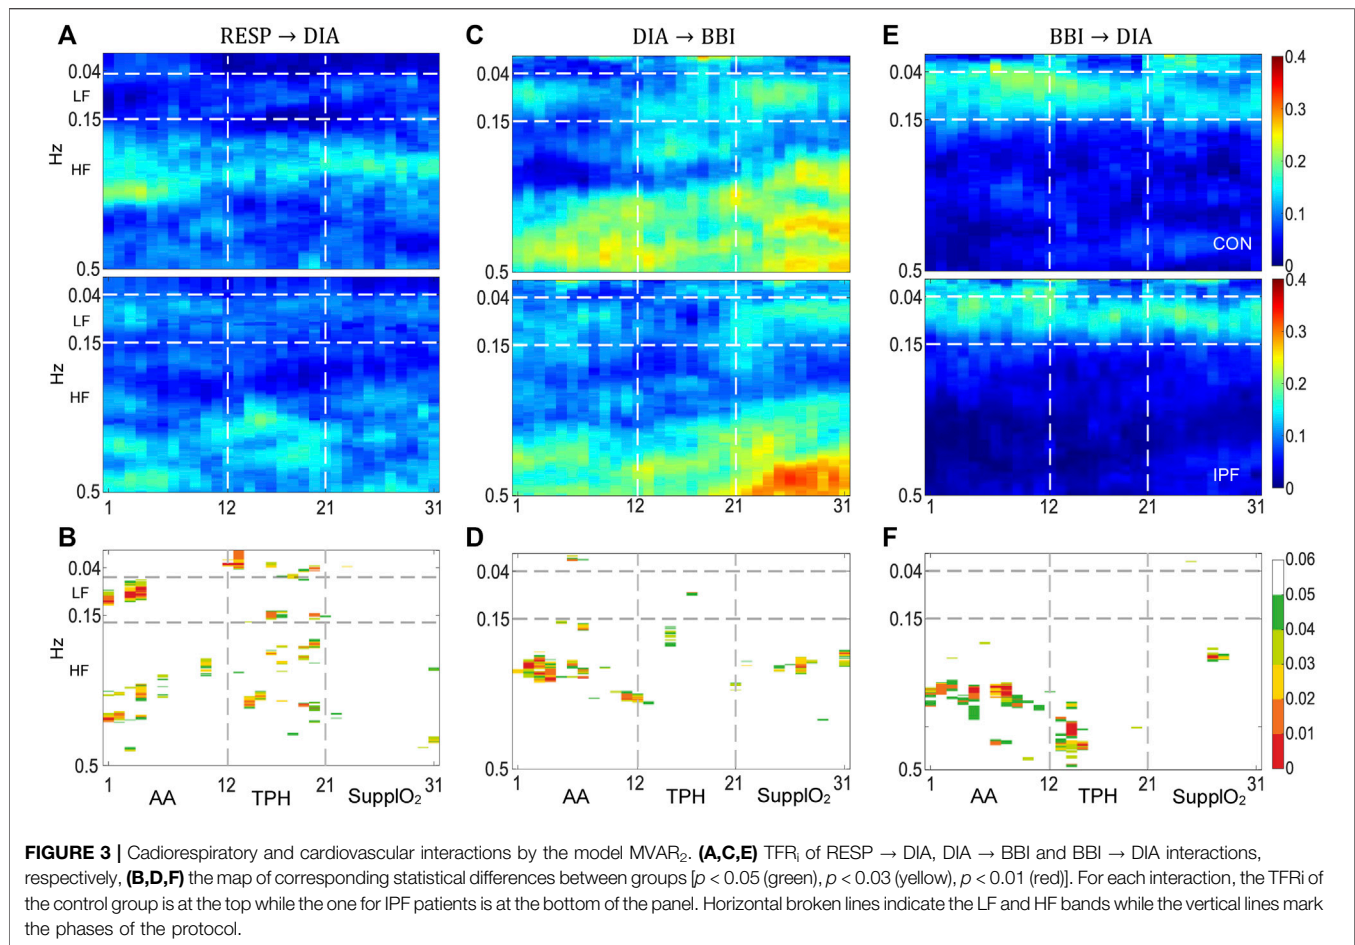 A RESP → DIA
C DIA → BBI
E BBI → DIA
0.04
LF
0.15
Hz
HF
0.5
0.04
0.15
0.5
0.04
0.15
0.5
CON
0.4
0.3
0.2
0.1
0
0.04
LF
0.15
Hz
HF
0.5
1 12 21 31
0.04
0.15
0.5
1 12 21 31
0.04
0.15
0.5
1 12 21 31
IPF
0.4
0.3
0.2
0.1
0
B
0.04
LF
0.15
Hz
HF
0.5
1 12 21 31
AA TPH SupplO₂
D
0.04
0.15
0.5
1 12 21 31
AA TPH SupplO₂
F
0.04
0.15
0.5
1 12 21 31
AA TPH SupplO₂
0.06
0.05
0.04
0.03
0.02
0.01
0
FIGURE 3 | Cadiorespiratory and cardiovascular interactions by the model MVAR₂. (A,C,E) TFRᵢ of RESP → DIA, DIA → BBI and BBI → DIA interactions,
respectively, (B,D,F) the map of corresponding statistical differences between groups [p < 0.05 (green), p < 0.03 (yellow), p < 0.01 (red)]. For each interaction, the TFRi of
the control group is at the top while the one for IPF patients is at the bottom of the panel. Horizontal broken lines indicate the LF and HF bands while the vertical lines mark
the phases of the protocol.